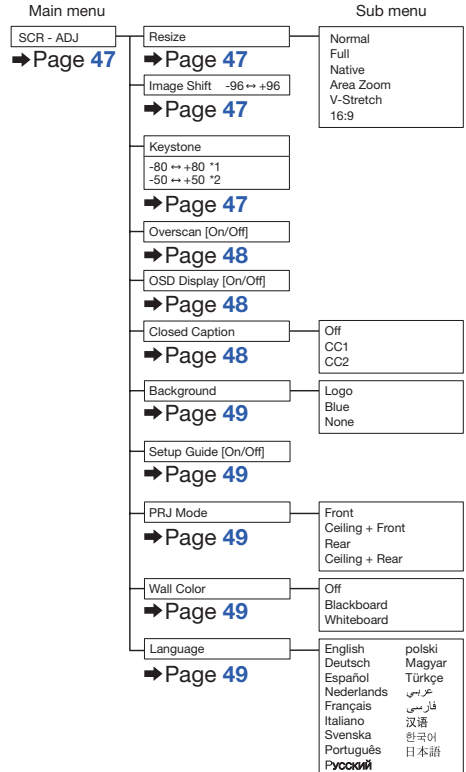 Main menu
Sub menu
SCR - ADJ
➡Page 47
Resize
➡Page 47
Normal
Full
Native
Area Zoom
V-Stretch
16:9
Image Shift -96 ↔ +96
➡Page 47
Keystone
-80 ↔ +80 *1
-50 ↔ +50 *2
➡Page 47
Overscan [On/Off]
➡Page 48
OSD Display [On/Off]
➡Page 48
Closed Caption
➡Page 48
Off
CC1
CC2
Background
➡Page 49
Logo
Blue
None
Setup Guide [On/Off]
➡Page 49
PRJ Mode
➡Page 49
Front
Ceiling + Front
Rear
Ceiling + Rear
Wall Color
➡Page 49
Off
Blackboard
Whiteboard
Language
➡Page 49
English polski
Deutsch Magyar
Español Türkçe
Nederlands عربي
Français فارسی
Italiano 汉语
Svenska 한국어
Português 日本語
Русский